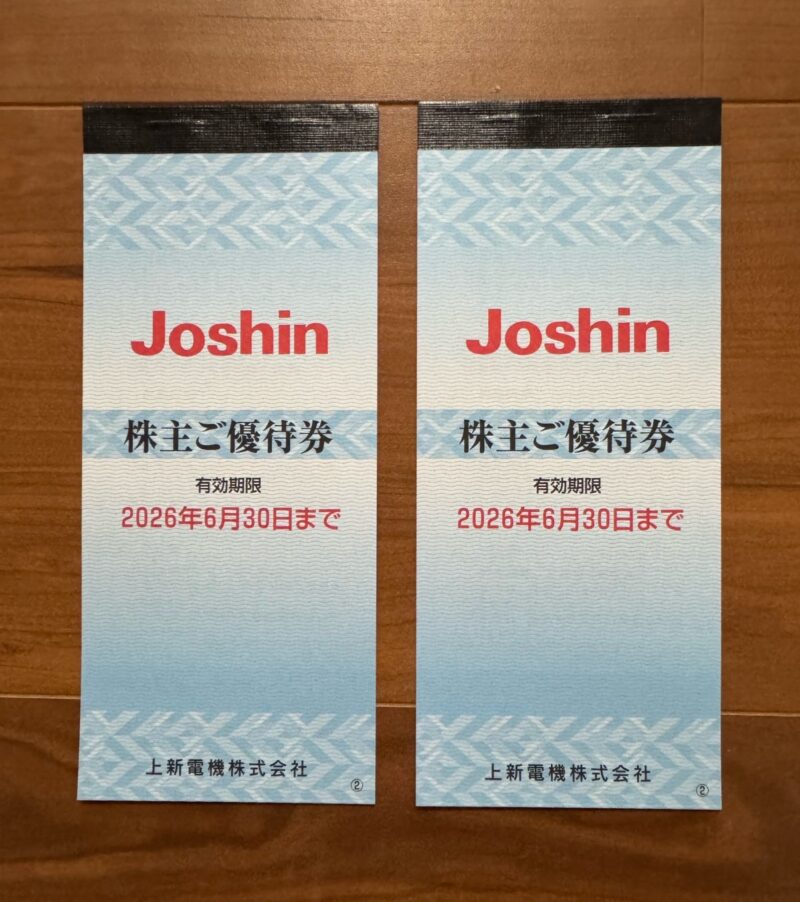 Joshin
株主ご優待券
有効期限
2026年6月30日まで
上新電機株式会社
②
Joshin
株主ご優待券
有効期限
2026年6月30日まで
上新電機株式会社
②